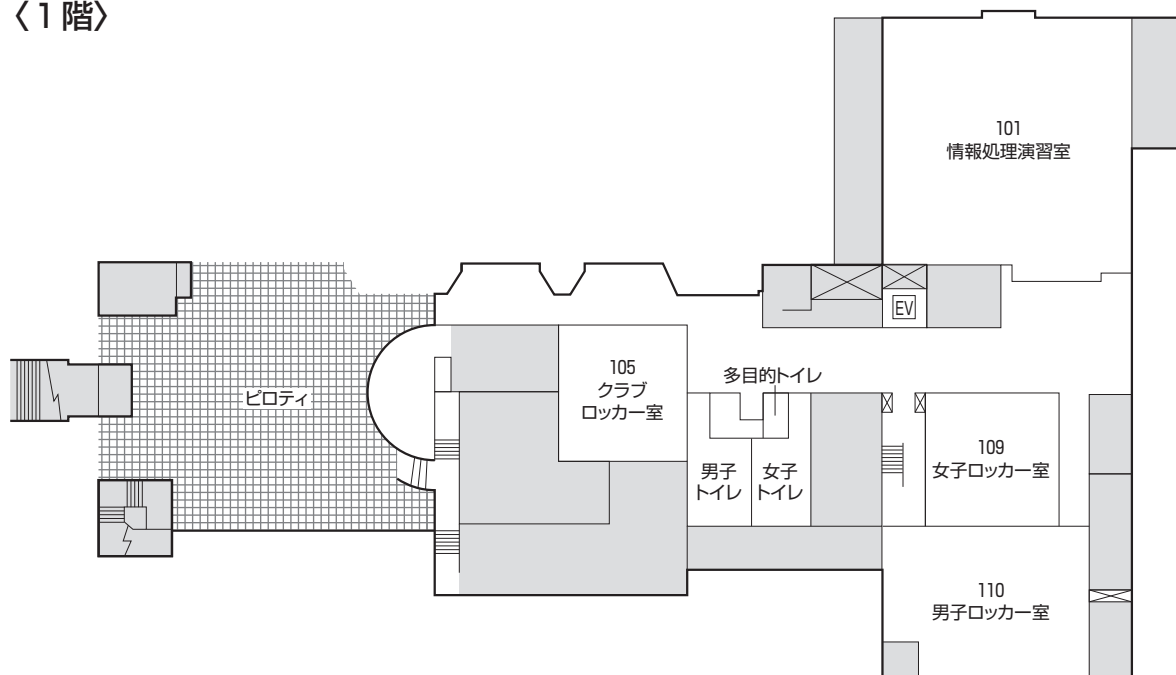 〈1階〉
101
情報処理演習室
EV
105
クラブ
ロッカー室
多目的トイレ
ピロティ
109
女子ロッカー室
男子
トイレ
女子
トイレ
110
男子ロッカー室